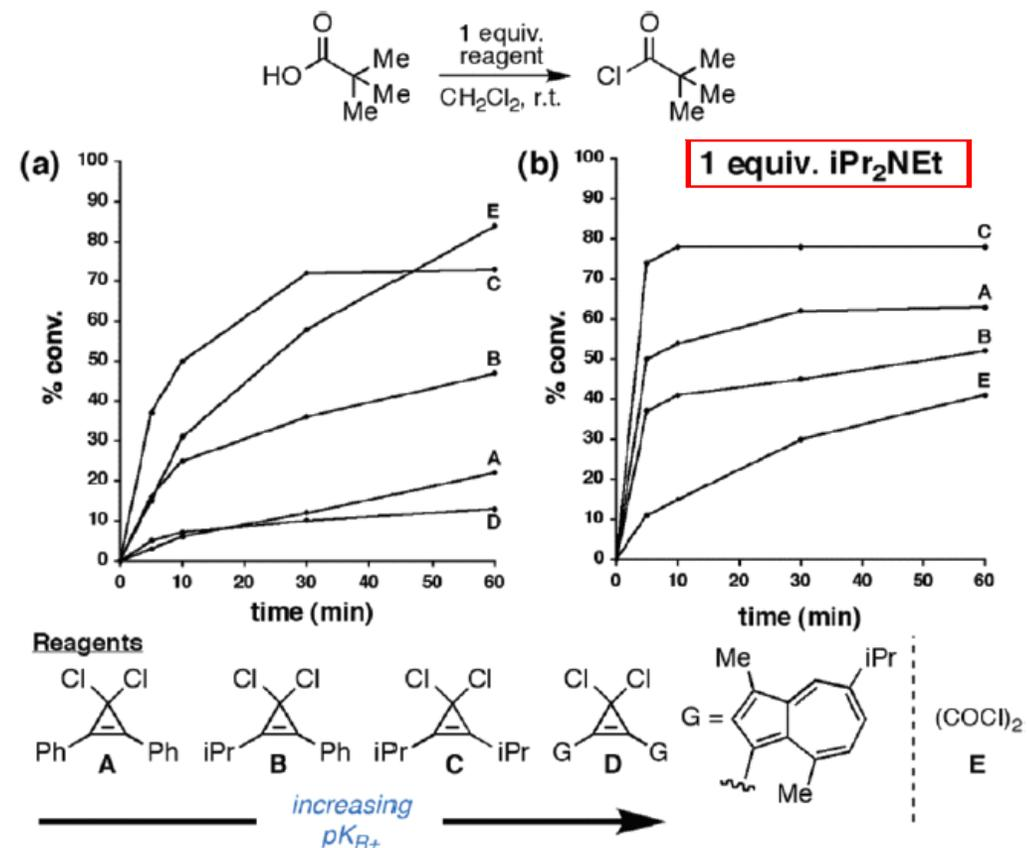 O
HO
Me
Me
Me
1 equiv.
reagent
CH2Cl2, r.t.
O
Cl
Me
Me
Me
(a)
100
90
80
70
60
50
40
30
20
10
0
% conv.
E
C
B
A
D
0 10 20 30 40 50 60
time (min)
(b)
1 equiv. iPr2NEt
100
90
80
70
60
50
40
30
20
10
0
% conv.
C
A
B
E
0 10 20 30 40 50 60
time (min)
Reagents
Cl Cl
Ph Ph
A
Cl Cl
iPr Ph
B
Cl Cl
iPr iPr
C
Cl Cl
G G
D
G =
Me
iPr
Me
(COCl)2
E
increasing
pKR+